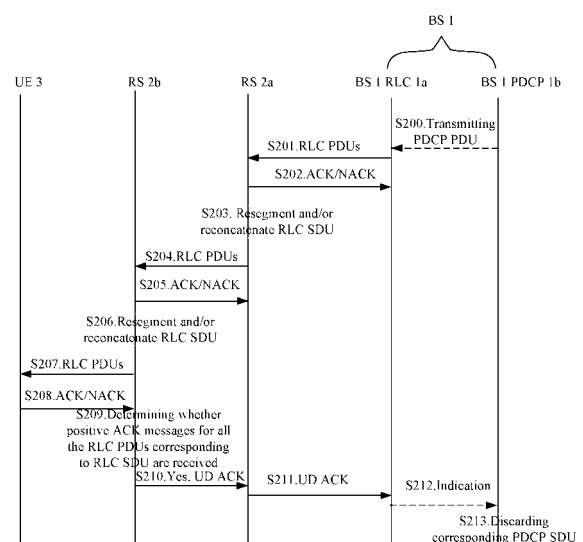 BS 1
UE 3 RS 2b RS 2a BS 1 RLC 1a BS 1 PDCP 1b
S200.Transmitting
PDCP PDU
S201.RLC PDUs
S202.ACK/NACK
S203. Resegment and/or
reconcatenate RLC SDU
S204.RLC PDUs
S205.ACK/NACK
S206.Resegment and/or
reconcatenate RLC SDU
S207.RLC PDUs
S208.ACK/NACK
S209.Determining whether
positive ACK messages for all
the RLC PDUs corresponding
to RLC SDU are received
S210.Yes. UD ACK
S211.UD ACK
S212.Indication
S213.Discarding
corresponding PDCP SDU